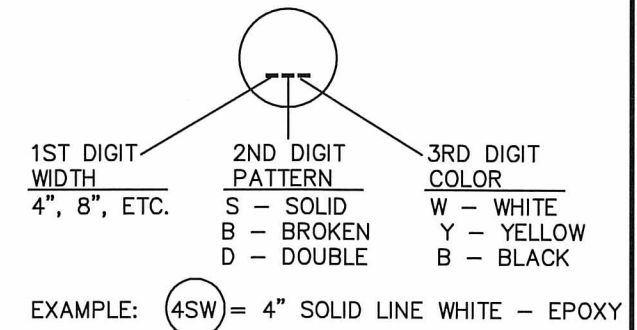 1ST DIGIT 2ND DIGIT 3RD DIGIT
WIDTH PATTERN COLOR
4", 8", ETC. S – SOLID W – WHITE
B – BROKEN Y – YELLOW
D – DOUBLE B – BLACK
EXAMPLE: 4SW = 4" SOLID LINE WHITE – EPOXY